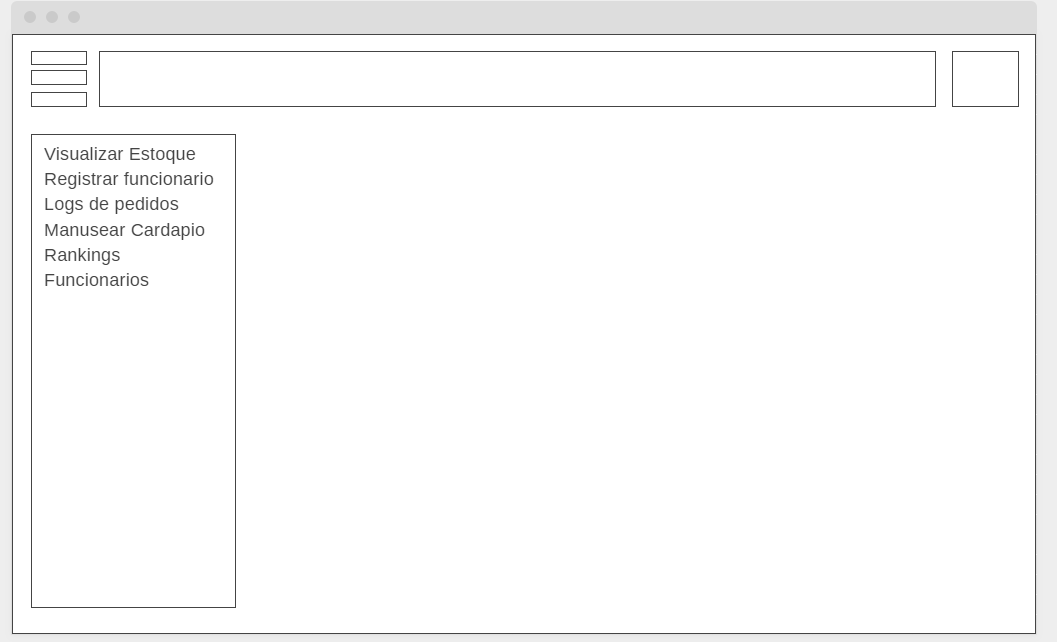 Visualizar Estoque
Registrar funcionario
Logs de pedidos
Manusear Cardapio
Rankings
Funcionarios